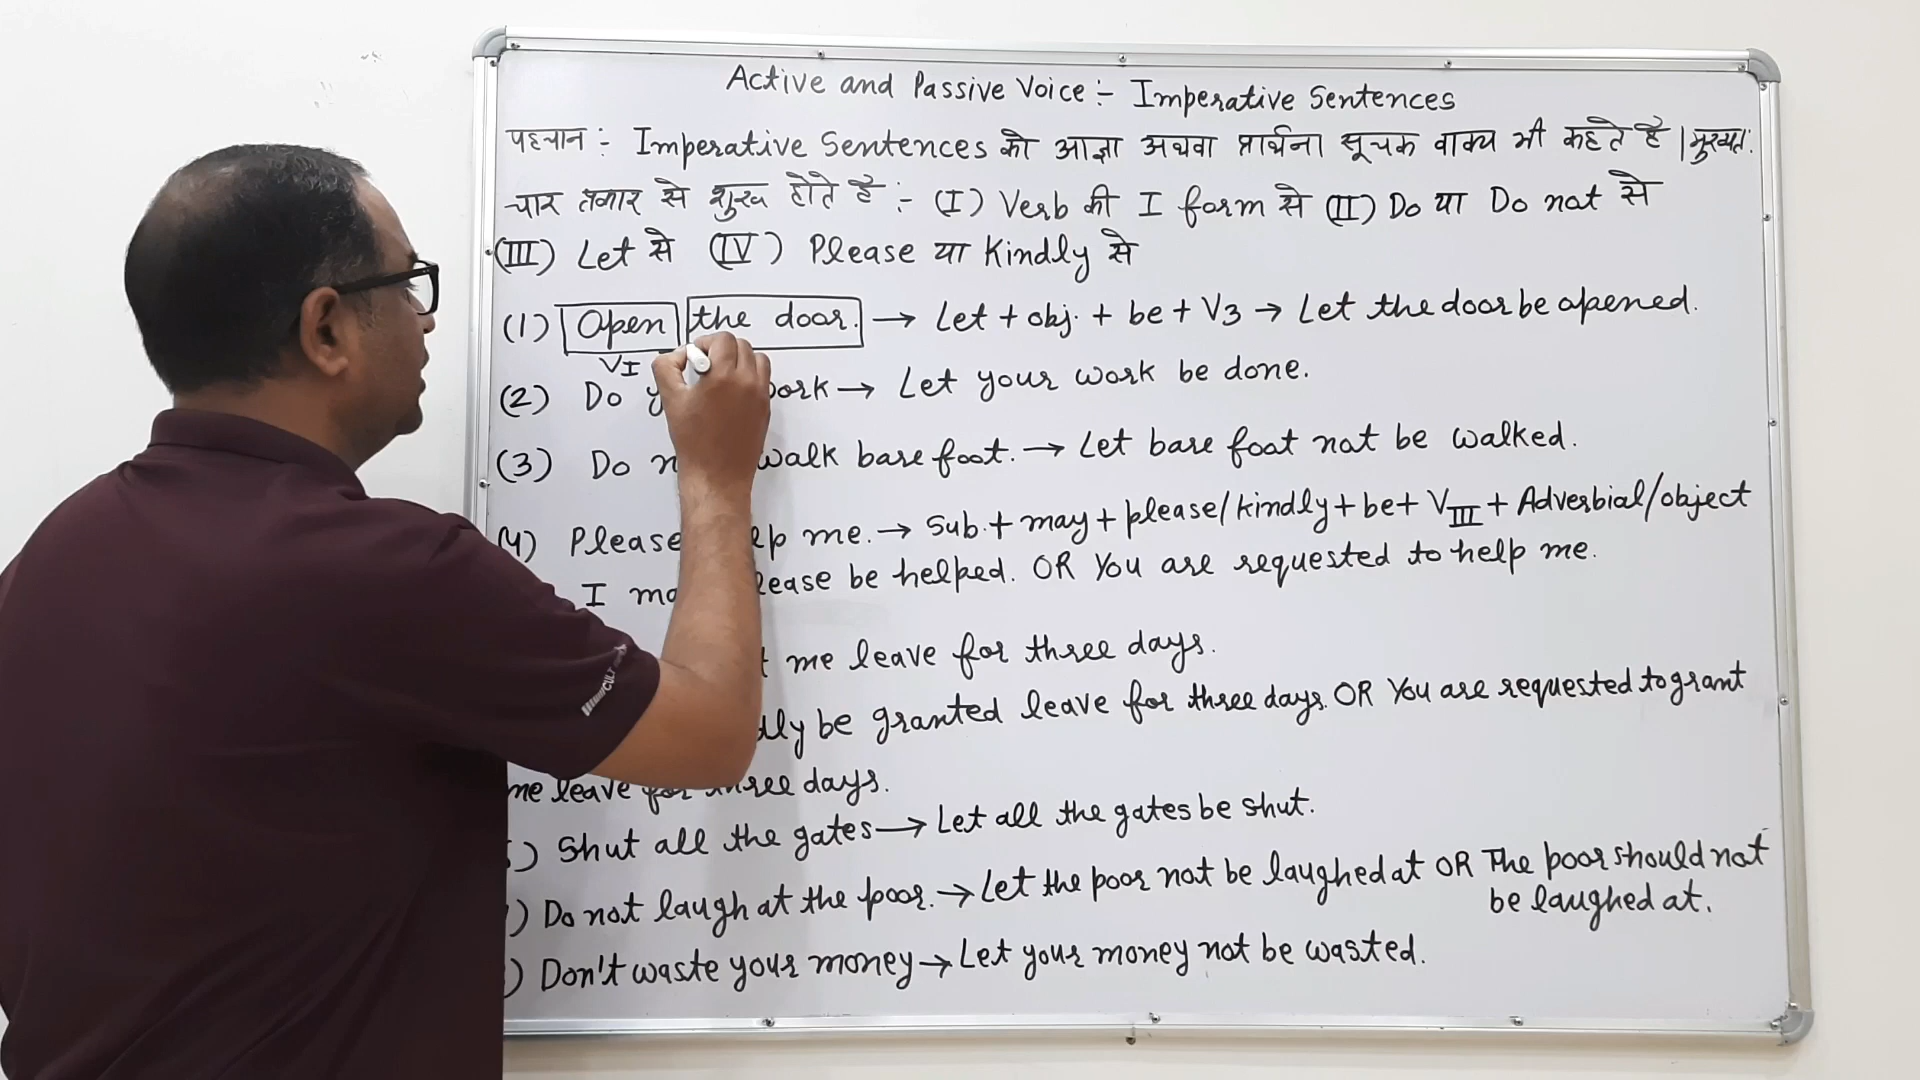 Active and Passive Voice :- Imperative Sentences
पहचान :- Imperative Sentences को आज्ञा अथवा प्रार्थना सूचक वाक्य भी कहते है | मुख्यतः
चार प्रकार से शुरू होते है :- (I) Verb की I form से (II) Do या Do not से
(III) Let से (IV) Please या Kindly से
(1) Open the door. → Let + obj. + be + V3 → Let the door be opened.
VI
(2) Do work → Let your work be done.
(3) Do walk bare foot. → Let bare foot not be walked.
Please me. → Sub. + may + please/kindly + be + VIII + Adverbial/object
I be helped. OR You are requested to help me.
me leave for three days.
be granted leave for three days. OR You are requested to grant
me leave for three days.
) Shut all the gates → Let all the gates be shut.
) Do not laugh at the poor. → Let the poor not be laughed at OR The poor should not
be laughed at.
) Don't waste your money → Let your money not be wasted.
CULT